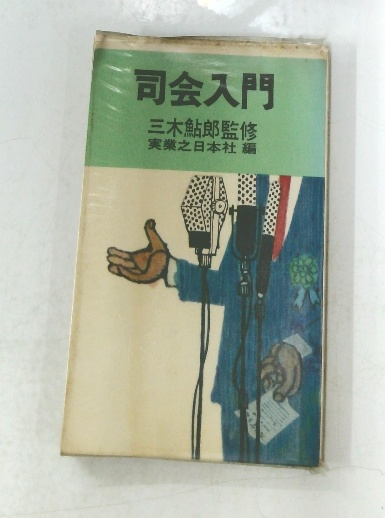 司会入門
三木鮎郎監修
実業之日本社 編